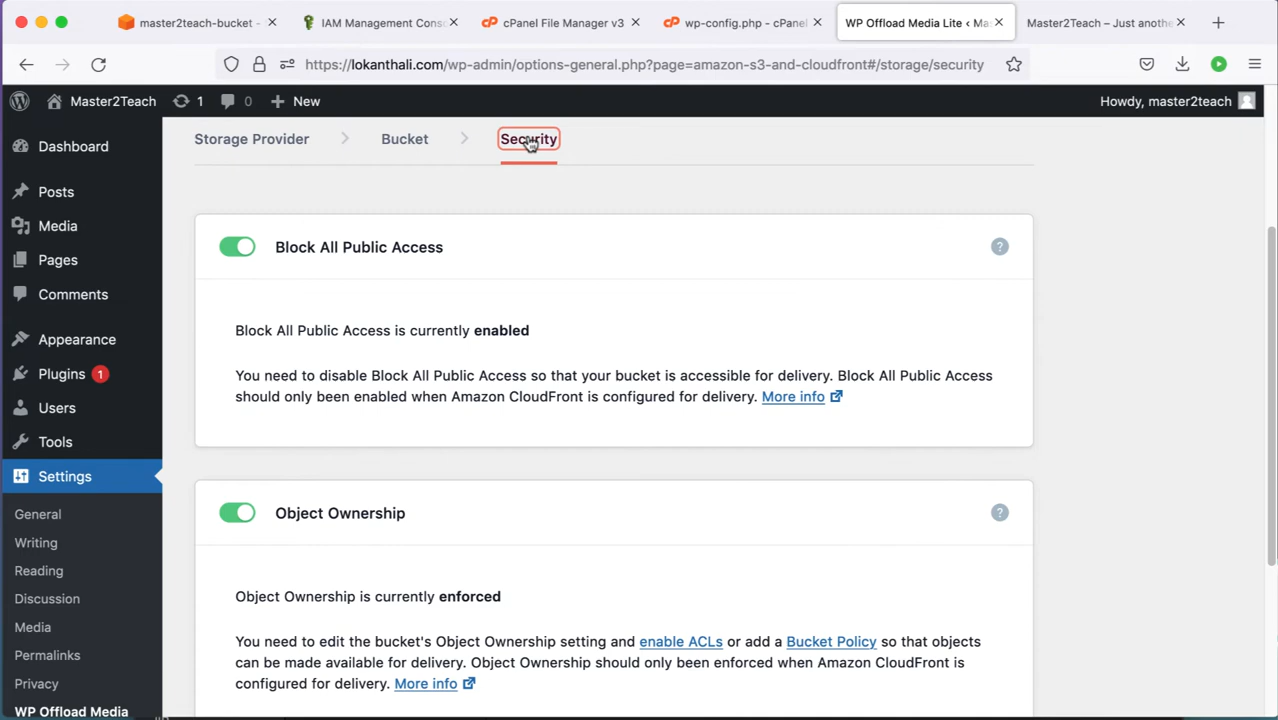 master2teach-bucket -
IAM Management Conso
cPanel File Manager v3
wp-config.php - cPanel
WP Offload Media Lite ‹ Mas
Master2Teach – Just anothe
https://lokanthali.com/wp-admin/options-general.php?page=amazon-s3-and-cloudfront#/storage/security
Master2Teach
1
0
New
Howdy, master2teach
Dashboard
Posts
Media
Pages
Comments
Appearance
Plugins 1
Users
Tools
Settings
General
Writing
Reading
Discussion
Media
Permalinks
Privacy
WP Offload Media
Storage Provider
Bucket
Security
Block All Public Access
?
Block All Public Access is currently enabled
You need to disable Block All Public Access so that your bucket is accessible for delivery. Block All Public Access
should only been enabled when Amazon CloudFront is configured for delivery. More info
Object Ownership
?
Object Ownership is currently enforced
You need to edit the bucket's Object Ownership setting and enable ACLs or add a Bucket Policy so that objects
can be made available for delivery. Object Ownership should only been enforced when Amazon CloudFront is
configured for delivery. More info